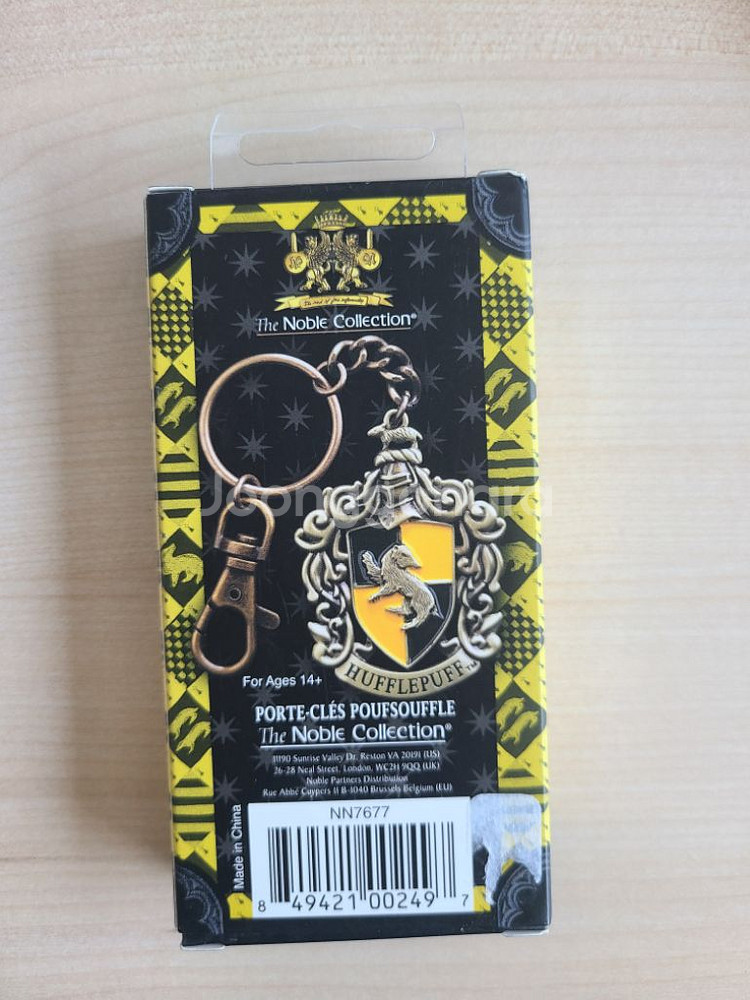 The Noble Collection®
Joonggonara
HUFFLEPUFF™
For Ages 14+
PORTE-CLÉS POUFSOUFFLE
The Noble Collection®
11190 Sunrise Valley Dr. Reston VA 20191 (US)
26-28 Neal Street, London, WC2H 9QQ (UK)
Noble Partners Distribution
Rue Abbé Cuypers 11 B-1040 Brussels Belgium (EU)
Made in China
NN7677
8 49421 00249 7